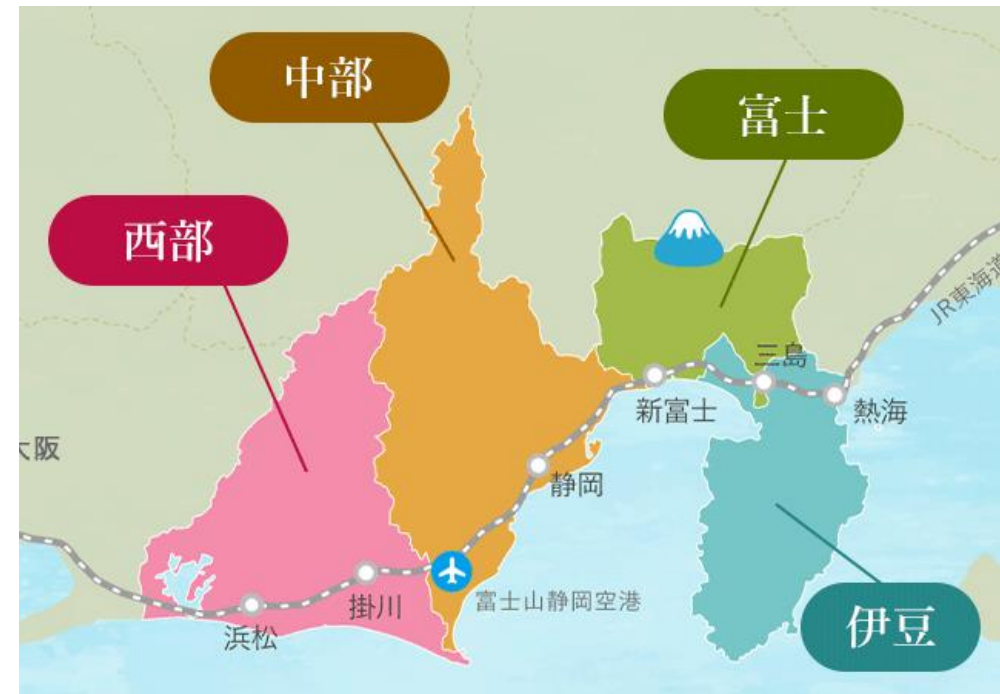 中部
富士
西部
JR東海道
三島
新富士
熱海
大阪
静岡
掛川
富士山静岡空港
浜松
伊豆